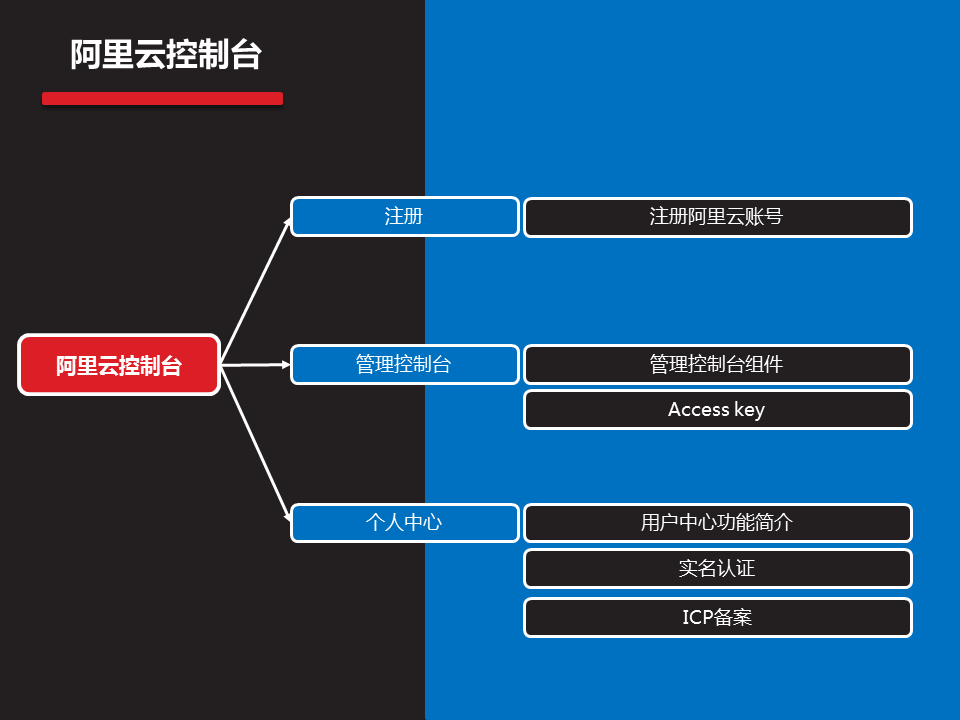 阿里云控制台
注册
注册阿里云账号
阿里云控制台
管理控制台
管理控制台组件
Access key
个人中心
用户中心功能简介
实名认证
ICP备案